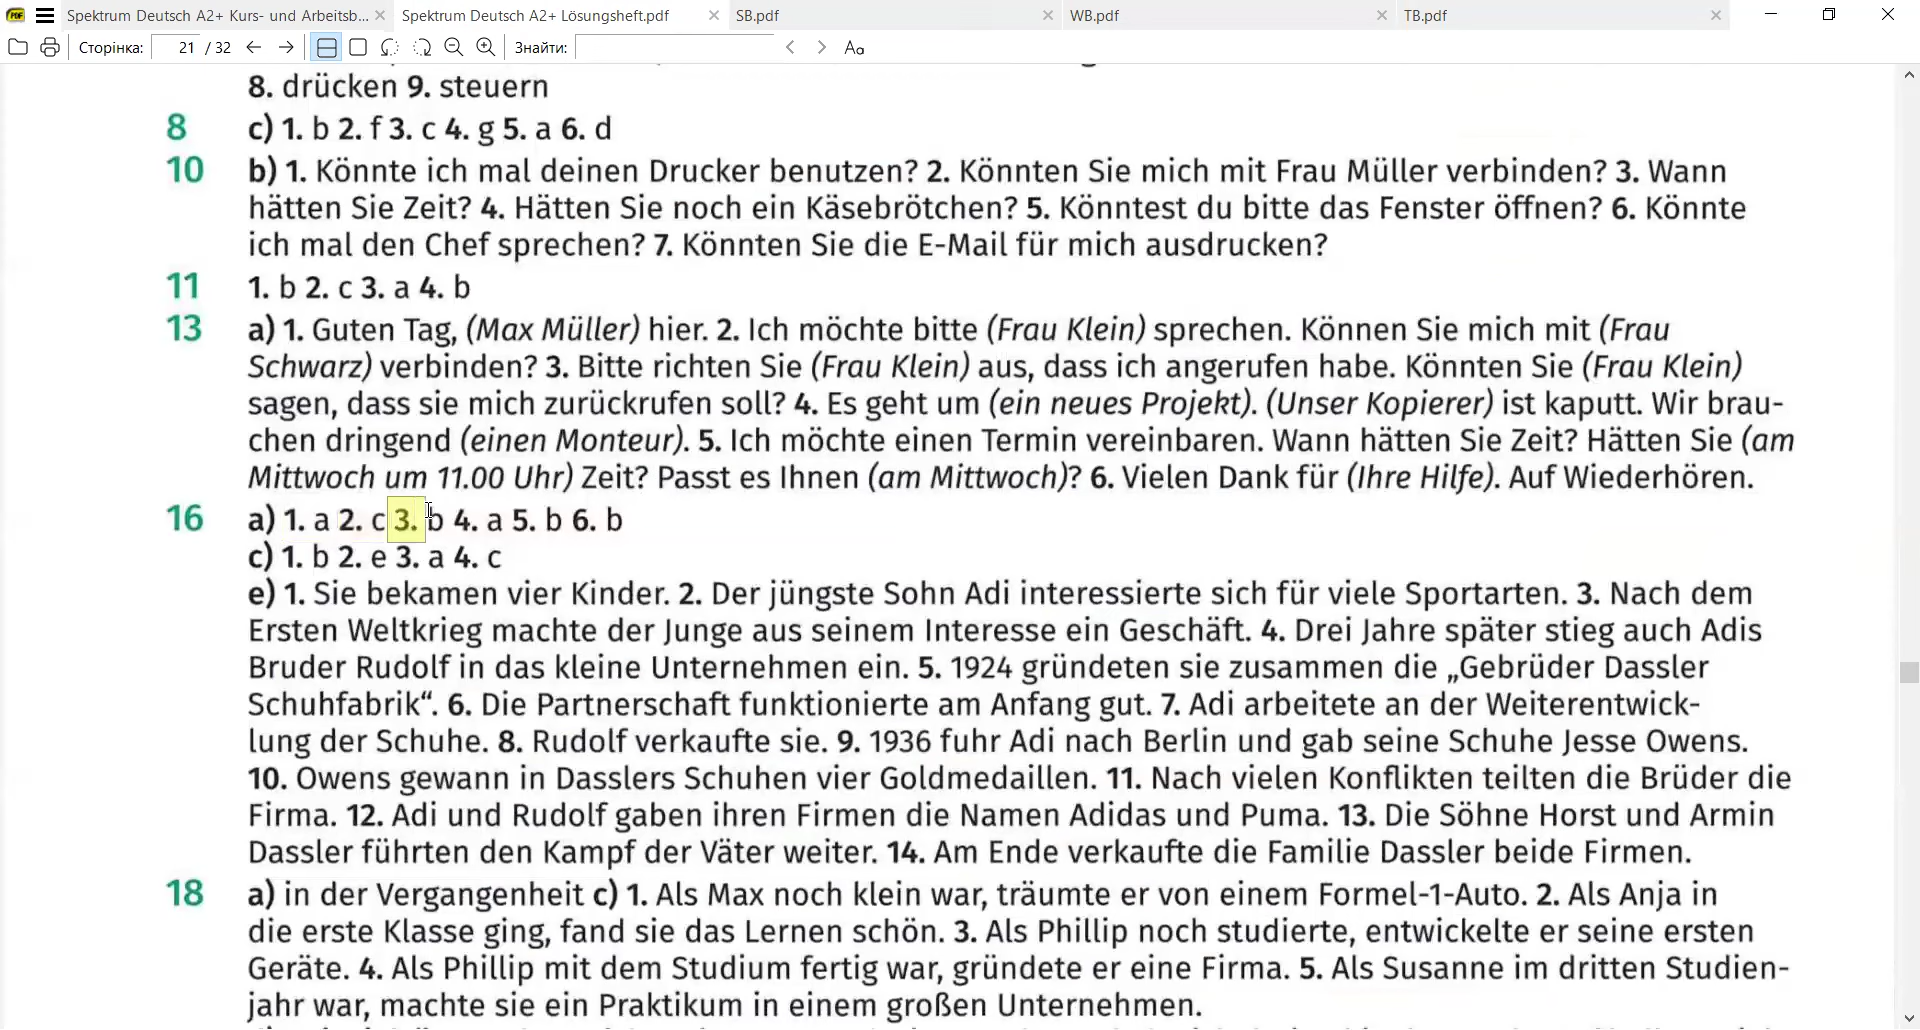 Spektrum Deutsch A2+ Kurs- und Arbeitsb... Spektrum Deutsch A2+ Lösungsheft.pdf SB.pdf WB.pdf TB.pdf
Сторінка: 21 / 32 Знайти: Aa
8. drücken 9. steuern
8 c) 1. b 2. f 3. c 4. g 5. a 6. d
10 b) 1. Könnte ich mal deinen Drucker benutzen? 2. Könnten Sie mich mit Frau Müller verbinden? 3. Wann
hätten Sie Zeit? 4. Hätten Sie noch ein Käsebrötchen? 5. Könntest du bitte das Fenster öffnen? 6. Könnte
ich mal den Chef sprechen? 7. Könnten Sie die E-Mail für mich ausdrucken?
11 1. b 2. c 3. a 4. b
13 a) 1. Guten Tag, (Max Müller) hier. 2. Ich möchte bitte (Frau Klein) sprechen. Können Sie mich mit (Frau
Schwarz) verbinden? 3. Bitte richten Sie (Frau Klein) aus, dass ich angerufen habe. Könnten Sie (Frau Klein)
sagen, dass sie mich zurückrufen soll? 4. Es geht um (ein neues Projekt). (Unser Kopierer) ist kaputt. Wir brau-
chen dringend (einen Monteur). 5. Ich möchte einen Termin vereinbaren. Wann hätten Sie Zeit? Hätten Sie (am
Mittwoch um 11.00 Uhr) Zeit? Passt es Ihnen (am Mittwoch)? 6. Vielen Dank für (Ihre Hilfe). Auf Wiederhören.
16 a) 1. a 2. c 3. b 4. a 5. b 6. b
c) 1. b 2. e 3. a 4. c
e) 1. Sie bekamen vier Kinder. 2. Der jüngste Sohn Adi interessierte sich für viele Sportarten. 3. Nach dem
Ersten Weltkrieg machte der Junge aus seinem Interesse ein Geschäft. 4. Drei Jahre später stieg auch Adis
Bruder Rudolf in das kleine Unternehmen ein. 5. 1924 gründeten sie zusammen die „Gebrüder Dassler
Schuhfabrik“. 6. Die Partnerschaft funktionierte am Anfang gut. 7. Adi arbeitete an der Weiterentwick-
lung der Schuhe. 8. Rudolf verkaufte sie. 9. 1936 fuhr Adi nach Berlin und gab seine Schuhe Jesse Owens.
10. Owens gewann in Dasslers Schuhen vier Goldmedaillen. 11. Nach vielen Konflikten teilten die Brüder die
Firma. 12. Adi und Rudolf gaben ihren Firmen die Namen Adidas und Puma. 13. Die Söhne Horst und Armin
Dassler führten den Kampf der Väter weiter. 14. Am Ende verkaufte die Familie Dassler beide Firmen.
18 a) in der Vergangenheit c) 1. Als Max noch klein war, träumte er von einem Formel-1-Auto. 2. Als Anja in
die erste Klasse ging, fand sie das Lernen schön. 3. Als Phillip noch studierte, entwickelte er seine ersten
Geräte. 4. Als Phillip mit dem Studium fertig war, gründete er eine Firma. 5. Als Susanne im dritten Studien-
jahr war, machte sie ein Praktikum in einem großen Unternehmen.